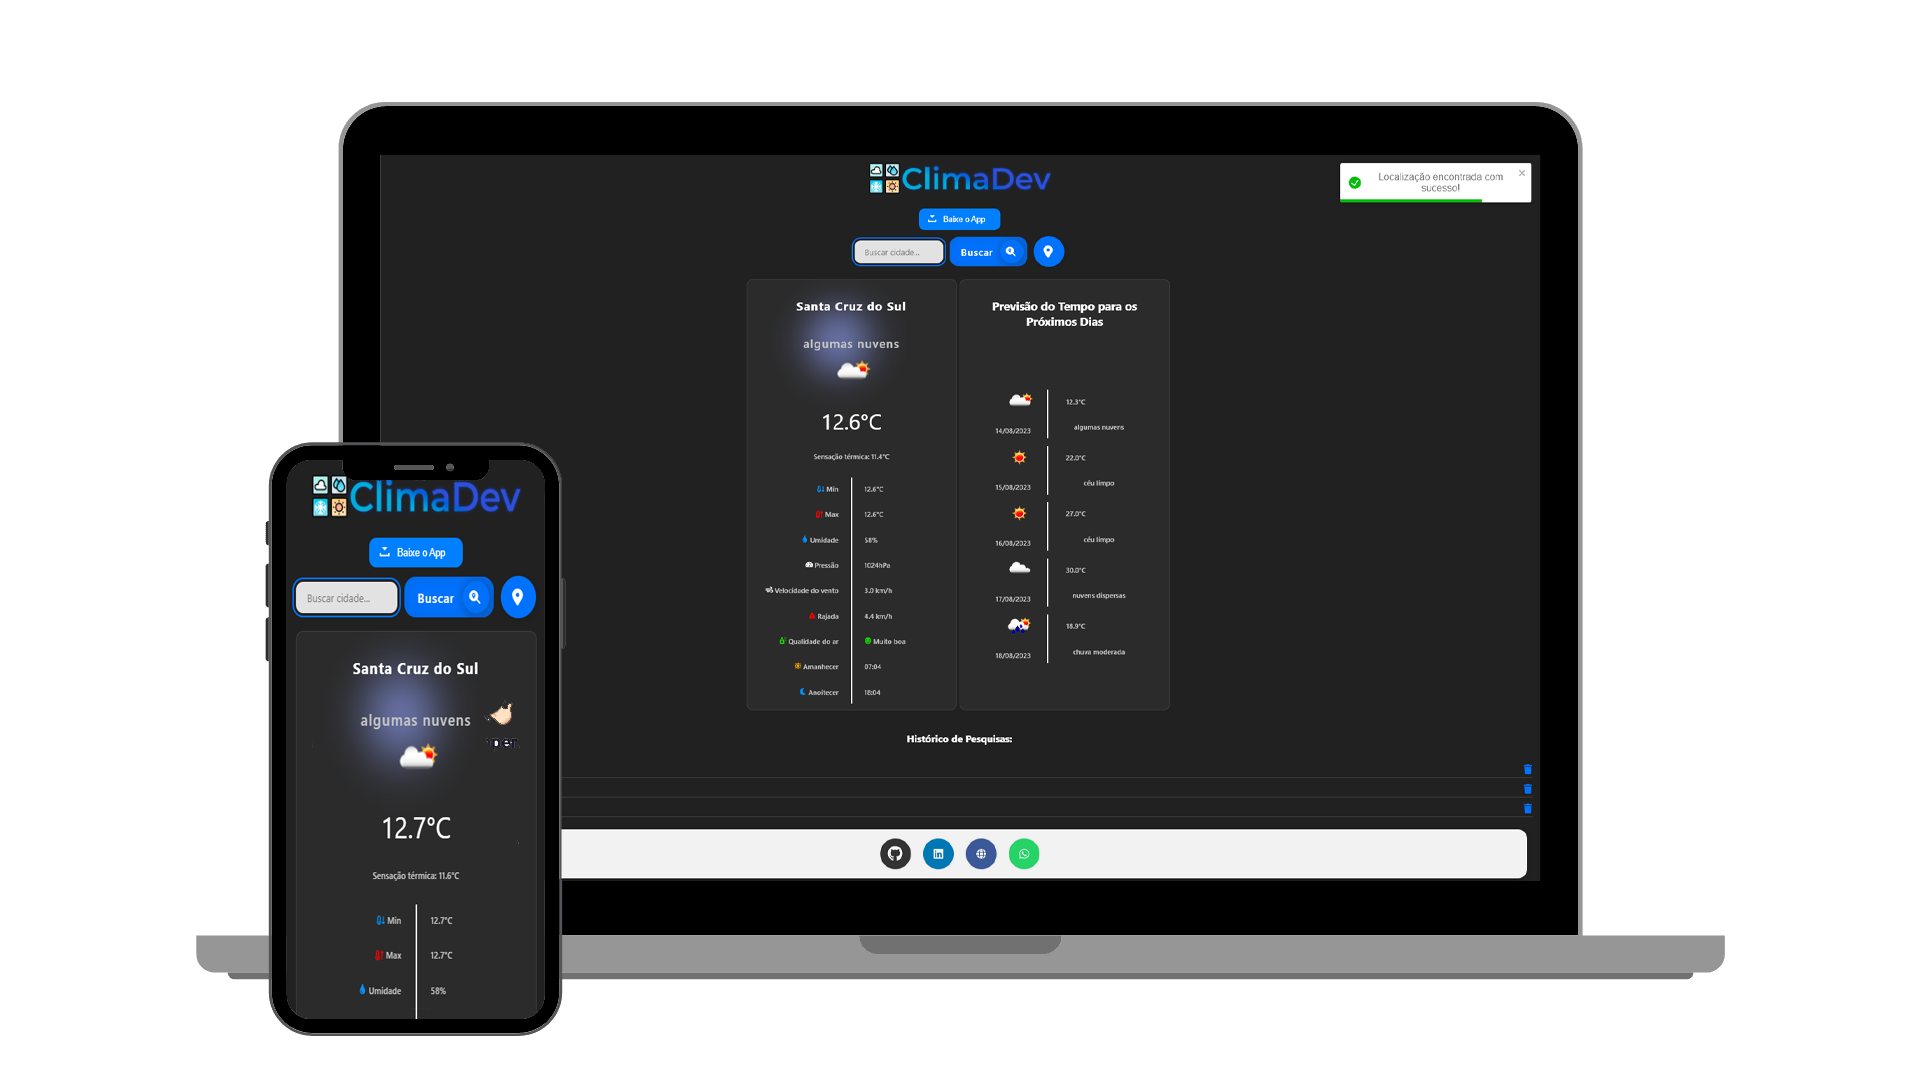 ClimaDev
Localização encontrada com
sucesso!
Baixe o App
Buscar cidade...
Buscar
Santa Cruz do Sul
algumas nuvens
12.6°C
Sensação térmica: 11.4°C
Min 12.6°C
Max 12.6°C
Umidade 58%
Pressão 1024hPa
Velocidade do vento 3.0 km/h
Rajada 4.4 km/h
Qualidade do ar Muito boa
Amanhecer 07:04
Anoitecer 18:04
Previsão do Tempo para os
Próximos Dias
12.3°C
14/08/2023 algumas nuvens
22.0°C
15/08/2023 céu limpo
27.0°C
16/08/2023 céu limpo
30.0°C
17/08/2023 nuvens dispersas
18.9°C
18/08/2023 chuva moderada
Histórico de Pesquisas:
ClimaDev
Baixe o App
Buscar cidade...
Buscar
Santa Cruz do Sul
algumas nuvens
12.7°C
Sensação térmica: 11.6°C
Min 12.7°C
Max 12.7°C
Umidade 58%